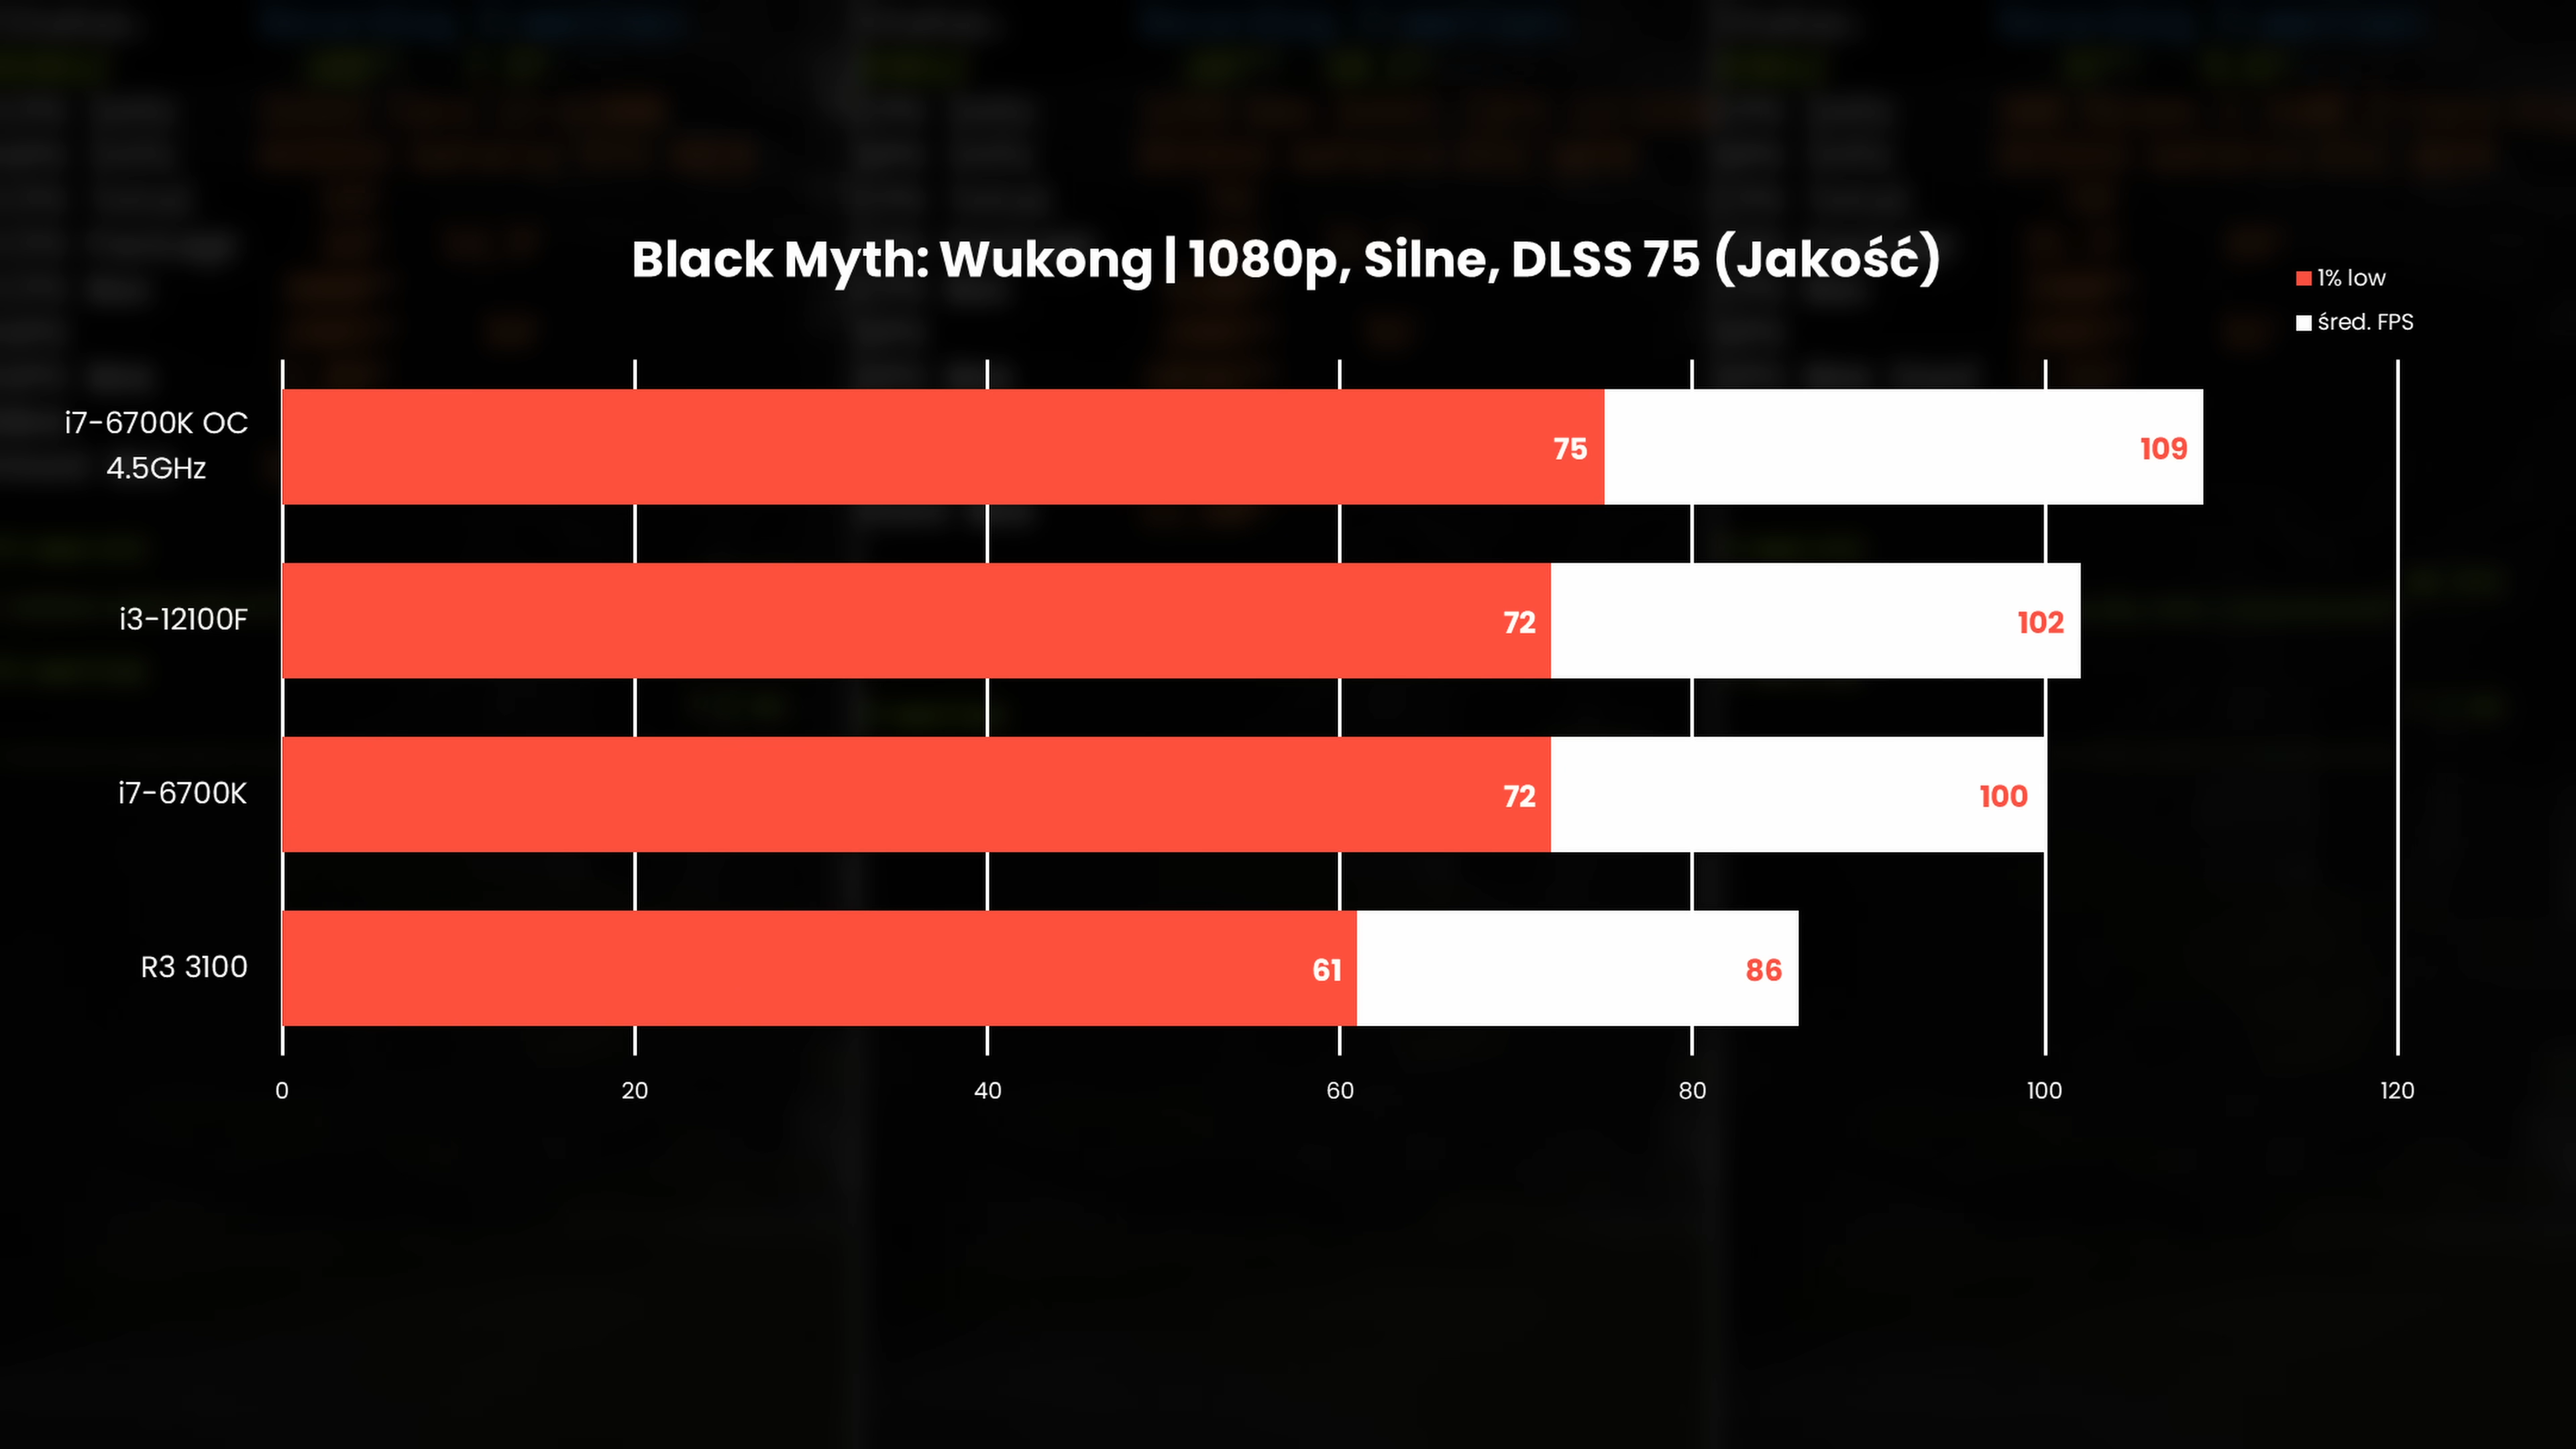 Black Myth: Wukong | 1080p, Silne, DLSS 75 (Jakość)
1% low
śred. FPS
i7-6700K OC
4.5GHz
75
109
i3-12100F
72
102
i7-6700K
72
100
R3 3100
61
86
0
20
40
60
80
100
120